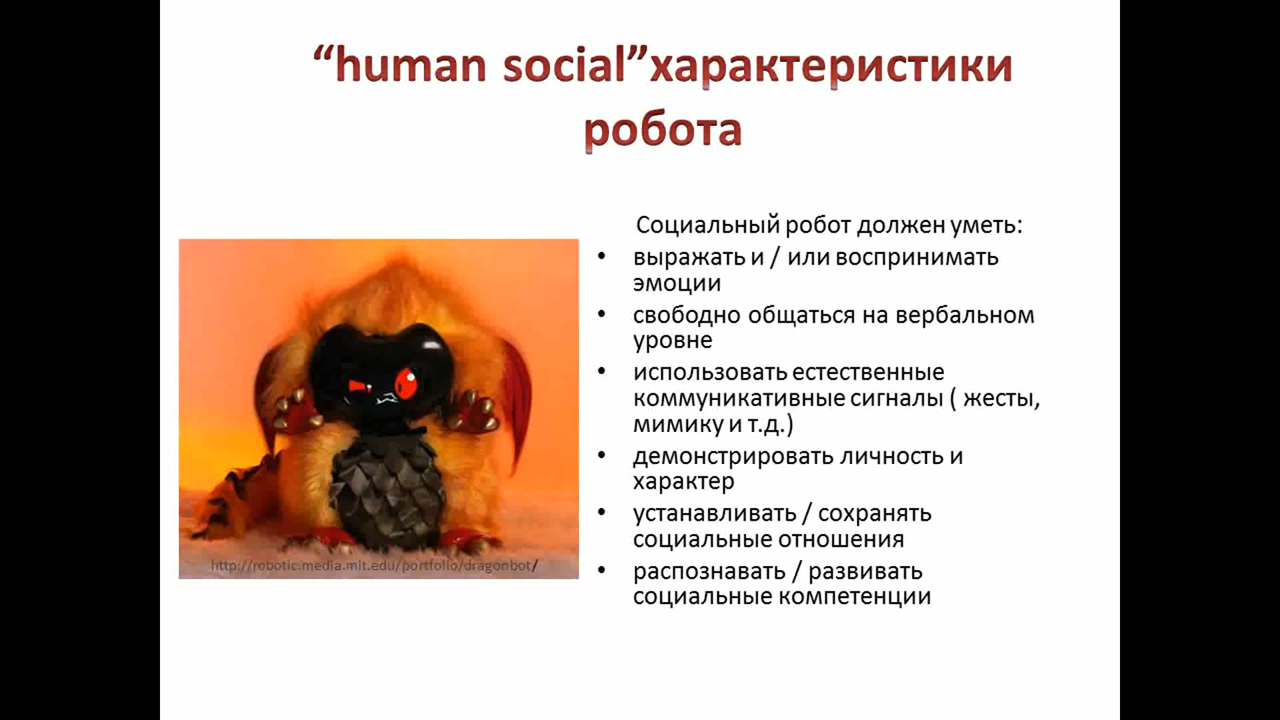 “human social”характеристики
робота
Социальный робот должен уметь:
• выражать и / или воспринимать
эмоции
• свободно общаться на вербальном
уровне
• использовать естественные
коммуникативные сигналы ( жесты,
мимику и т.д.)
• демонстрировать личность и
характер
• устанавливать / сохранять
социальные отношения
• распознавать / развивать
социальные компетенции
http://robotic.media.mit.edu/portfolio/dragonbot/